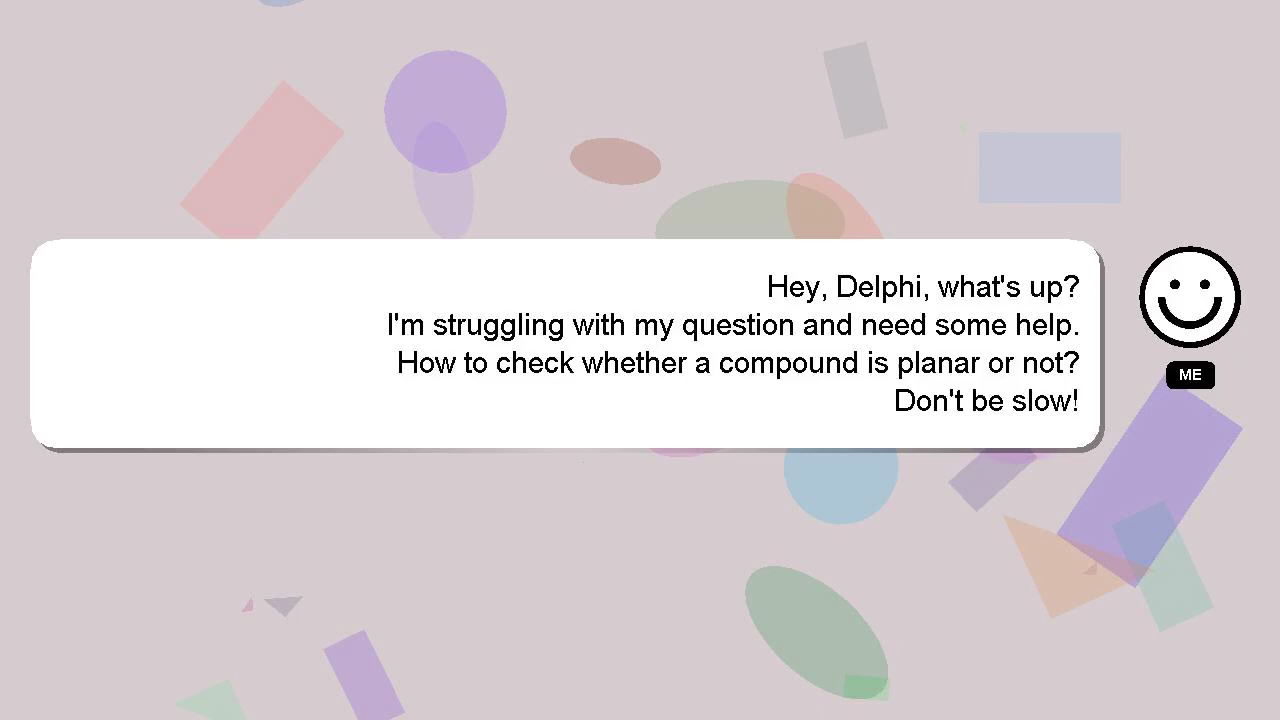 Hey, Delphi, what's up?
I'm struggling with my question and need some help.
How to check whether a compound is planar or not?
Don't be slow!
ME